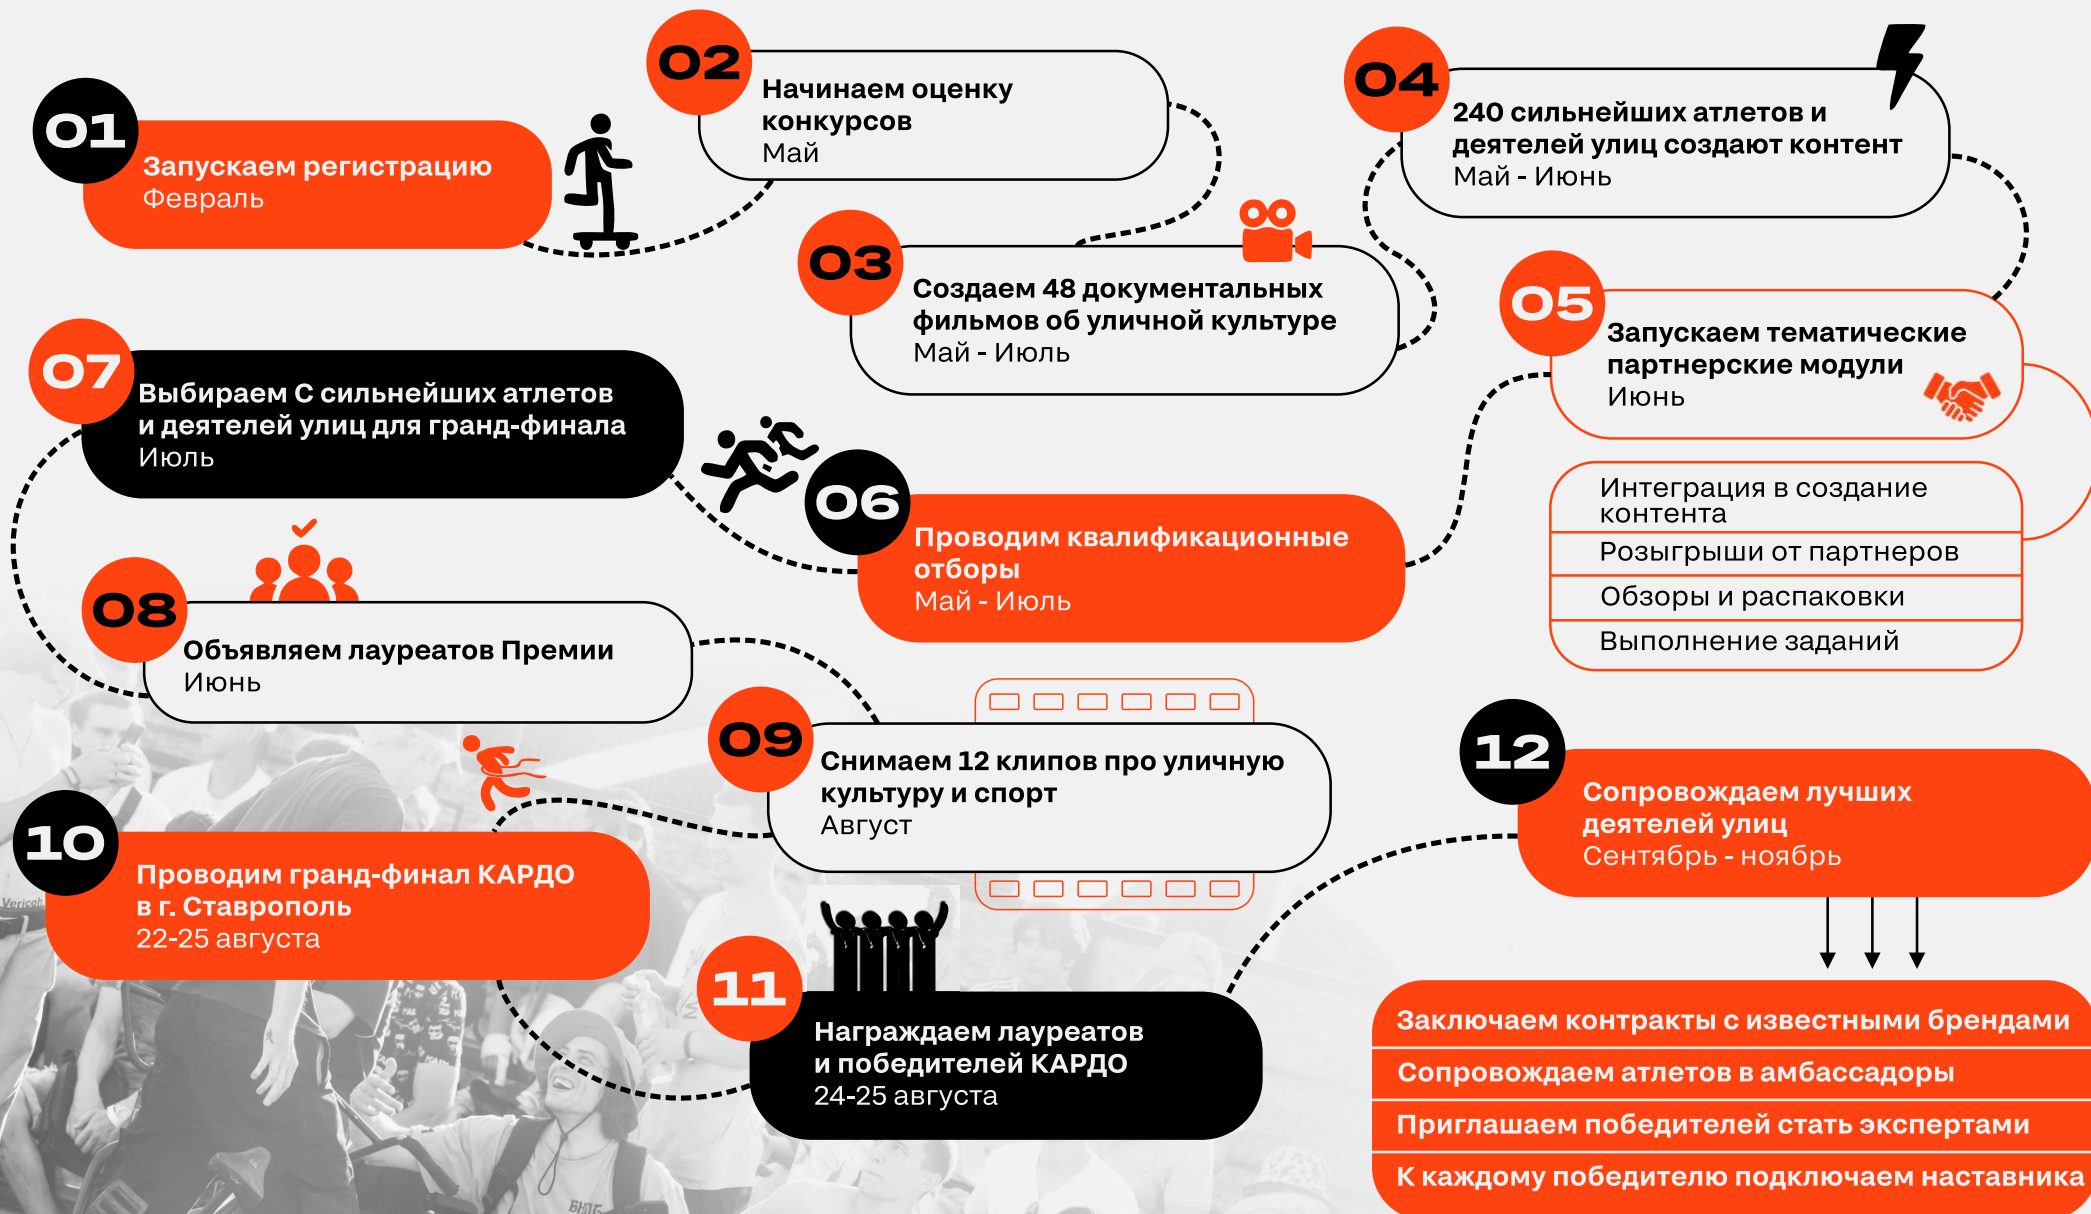 01
Запускаем регистрацию
Февраль
02
Начинаем оценку
конкурсов
Май
03
Создаем 48 документальных
фильмов об уличной культуре
Май - Июль
04
240 сильнейших атлетов и
деятелей улиц создают контент
Май - Июнь
05
Запускаем тематические
партнерские модули
Июнь
Интеграция в создание
контента
Розыгрыши от партнеров
Обзоры и распаковки
Выполнение заданий
06
Проводим квалификационные
отборы
Май - Июль
07
Выбираем С сильнейших атлетов
и деятелей улиц для гранд-финала
Июль
08
Объявляем лауреатов Премии
Июнь
09
Снимаем 12 клипов про уличную
культуру и спорт
Август
10
Проводим гранд-финал КАРДО
в г. Ставрополь
22-25 августа
11
Награждаем лауреатов
и победителей КАРДО
24-25 августа
12
Сопровождаем лучших
деятелей улиц
Сентябрь - ноябрь
Заключаем контракты с известными брендами
Сопровождаем атлетов в амбассадоры
Приглашаем победителей стать экспертами
К каждому победителю подключаем наставника